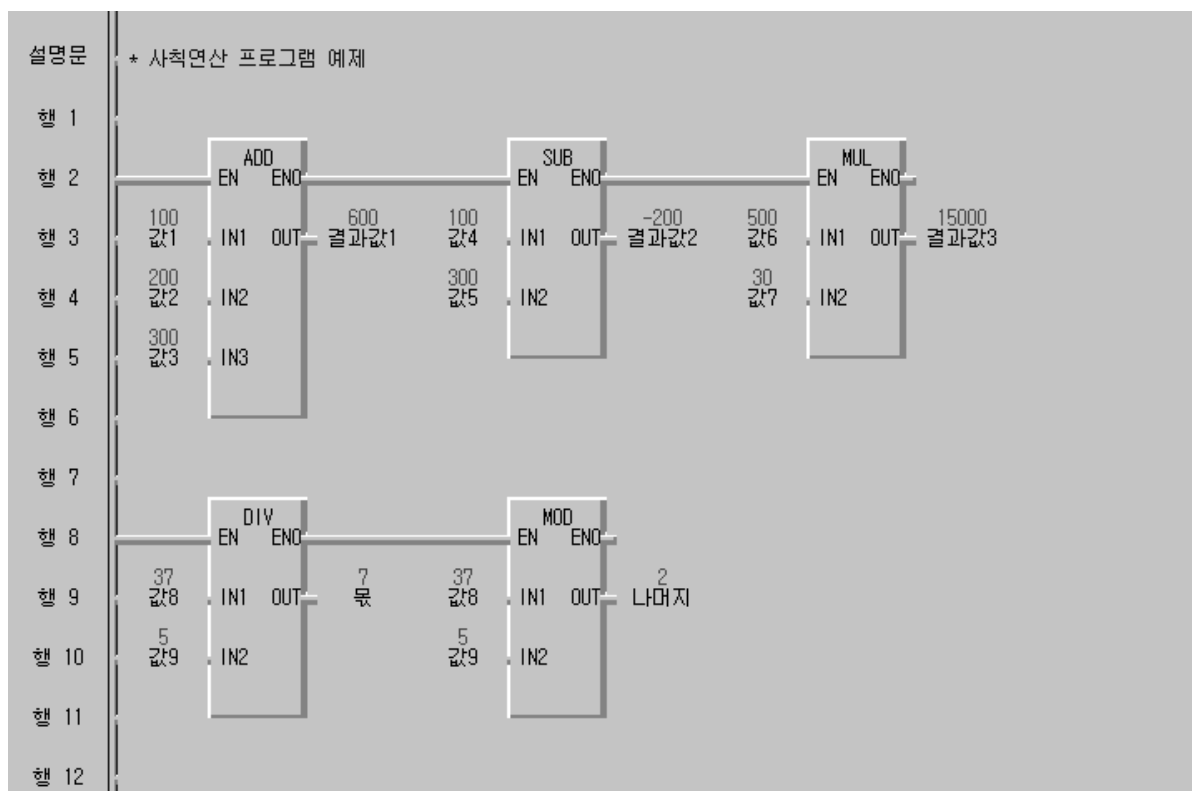 설명문 * 사칙연산 프로그램 예제
행 1
ADD SUB MUL
행 2 EN ENO EN ENO EN ENO
100 600 100 -200 500 15000
행 3 값1 IN1 OUT 결과값1 값4 IN1 OUT 결과값2 값6 IN1 OUT 결과값3
200 300 30
행 4 값2 IN2 값5 IN2 값7 IN2
300
행 5 값3 IN3
행 6
행 7
DIV MOD
행 8 EN ENO EN ENO
37 7 37 2
행 9 값8 IN1 OUT 몫 값8 IN1 OUT 나머지
5 5
행 10 값9 IN2 값9 IN2
행 11
행 12